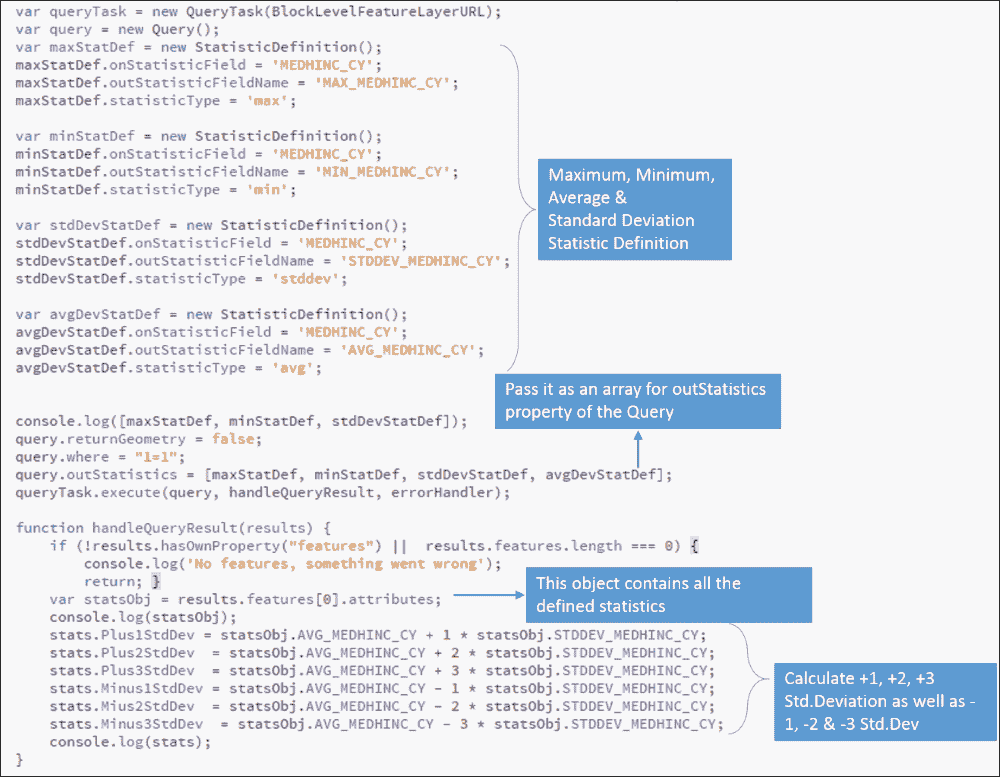 var queryTask = new QueryTask(BlockLevelFeatureLayerURL);
var query = new Query();
var maxStatDef = new StatisticDefinition();
maxStatDef.onStatisticField = 'MEDHINC_CY';
maxStatDef.outStatisticFieldName = 'MAX_MEDHINC_CY';
maxStatDef.statisticType = 'max';
var minStatDef = new StatisticDefinition();
minStatDef.onStatisticField = 'MEDHINC_CY';
minStatDef.outStatisticFieldName = 'MIN_MEDHINC_CY';
minStatDef.statisticType = 'min';
Maximum, Minimum,
Average &
Standard Deviation
Statistic Definition
var stdDevStatDef = new StatisticDefinition();
stdDevStatDef.onStatisticField = 'MEDHINC_CY';
stdDevStatDef.outStatisticFieldName = 'STDDEV_MEDHINC_CY';
stdDevStatDef.statisticType = 'stddev';
var avgDevStatDef = new StatisticDefinition();
avgDevStatDef.onStatisticField = 'MEDHINC_CY';
avgDevStatDef.outStatisticFieldName = 'AVG_MEDHINC_CY';
avgDevStatDef.statisticType = 'avg';
Pass it as an array for outStatistics
property of the Query
console.log([maxStatDef, minStatDef, stdDevStatDef]);
query.returnGeometry = false;
query.where = "1=1";
query.outStatistics = [maxStatDef, minStatDef, stdDevStatDef, avgDevStatDef];
queryTask.execute(query, handleQueryResult, errorHandler);
function handleQueryResult(results) {
if (!results.hasOwnProperty("features") || results.features.length === 0) {
console.log('No features, something went wrong');
return; }
This object contains all the
defined statistics
var statsObj = results.features[0].attributes;
console.log(statsObj);
stats.Plus1StdDev = statsObj.AVG_MEDHINC_CY + 1 * statsObj.STDDEV_MEDHINC_CY;
stats.Plus2StdDev = statsObj.AVG_MEDHINC_CY + 2 * statsObj.STDDEV_MEDHINC_CY;
stats.Plus3StdDev = statsObj.AVG_MEDHINC_CY + 3 * statsObj.STDDEV_MEDHINC_CY;
stats.Minus1StdDev = statsObj.AVG_MEDHINC_CY - 1 * statsObj.STDDEV_MEDHINC_CY;
stats.Mius2StdDev = statsObj.AVG_MEDHINC_CY - 2 * statsObj.STDDEV_MEDHINC_CY;
stats.Minus3StdDev = statsObj.AVG_MEDHINC_CY - 3 * statsObj.STDDEV_MEDHINC_CY;
console.log(stats);
}
Calculate +1, +2, +3
Std.Deviation as well as -
1, -2 & -3 Std.Dev